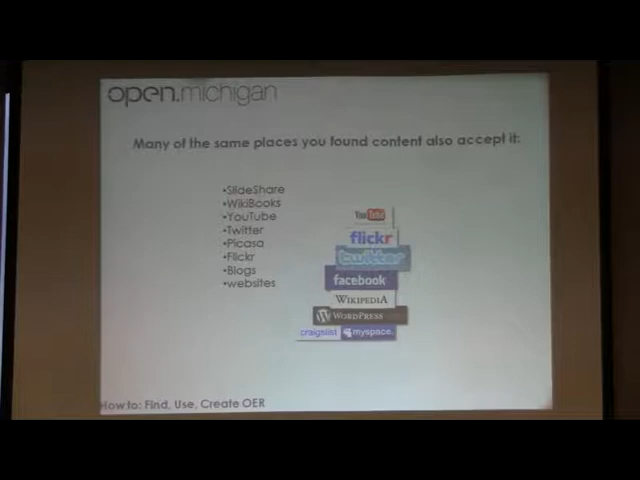 open.michigan
Many of the same places you found content also accept it:
•SlideShare
•WikiBooks
•YouTube
•Twitter
•Picasa
•Flickr
•Blogs
•websites
YouTube
flickr
twitter
facebook
WIKIPEDIA
WORDPRESS
craigslist myspace.
How to: Find, Use, Create OER